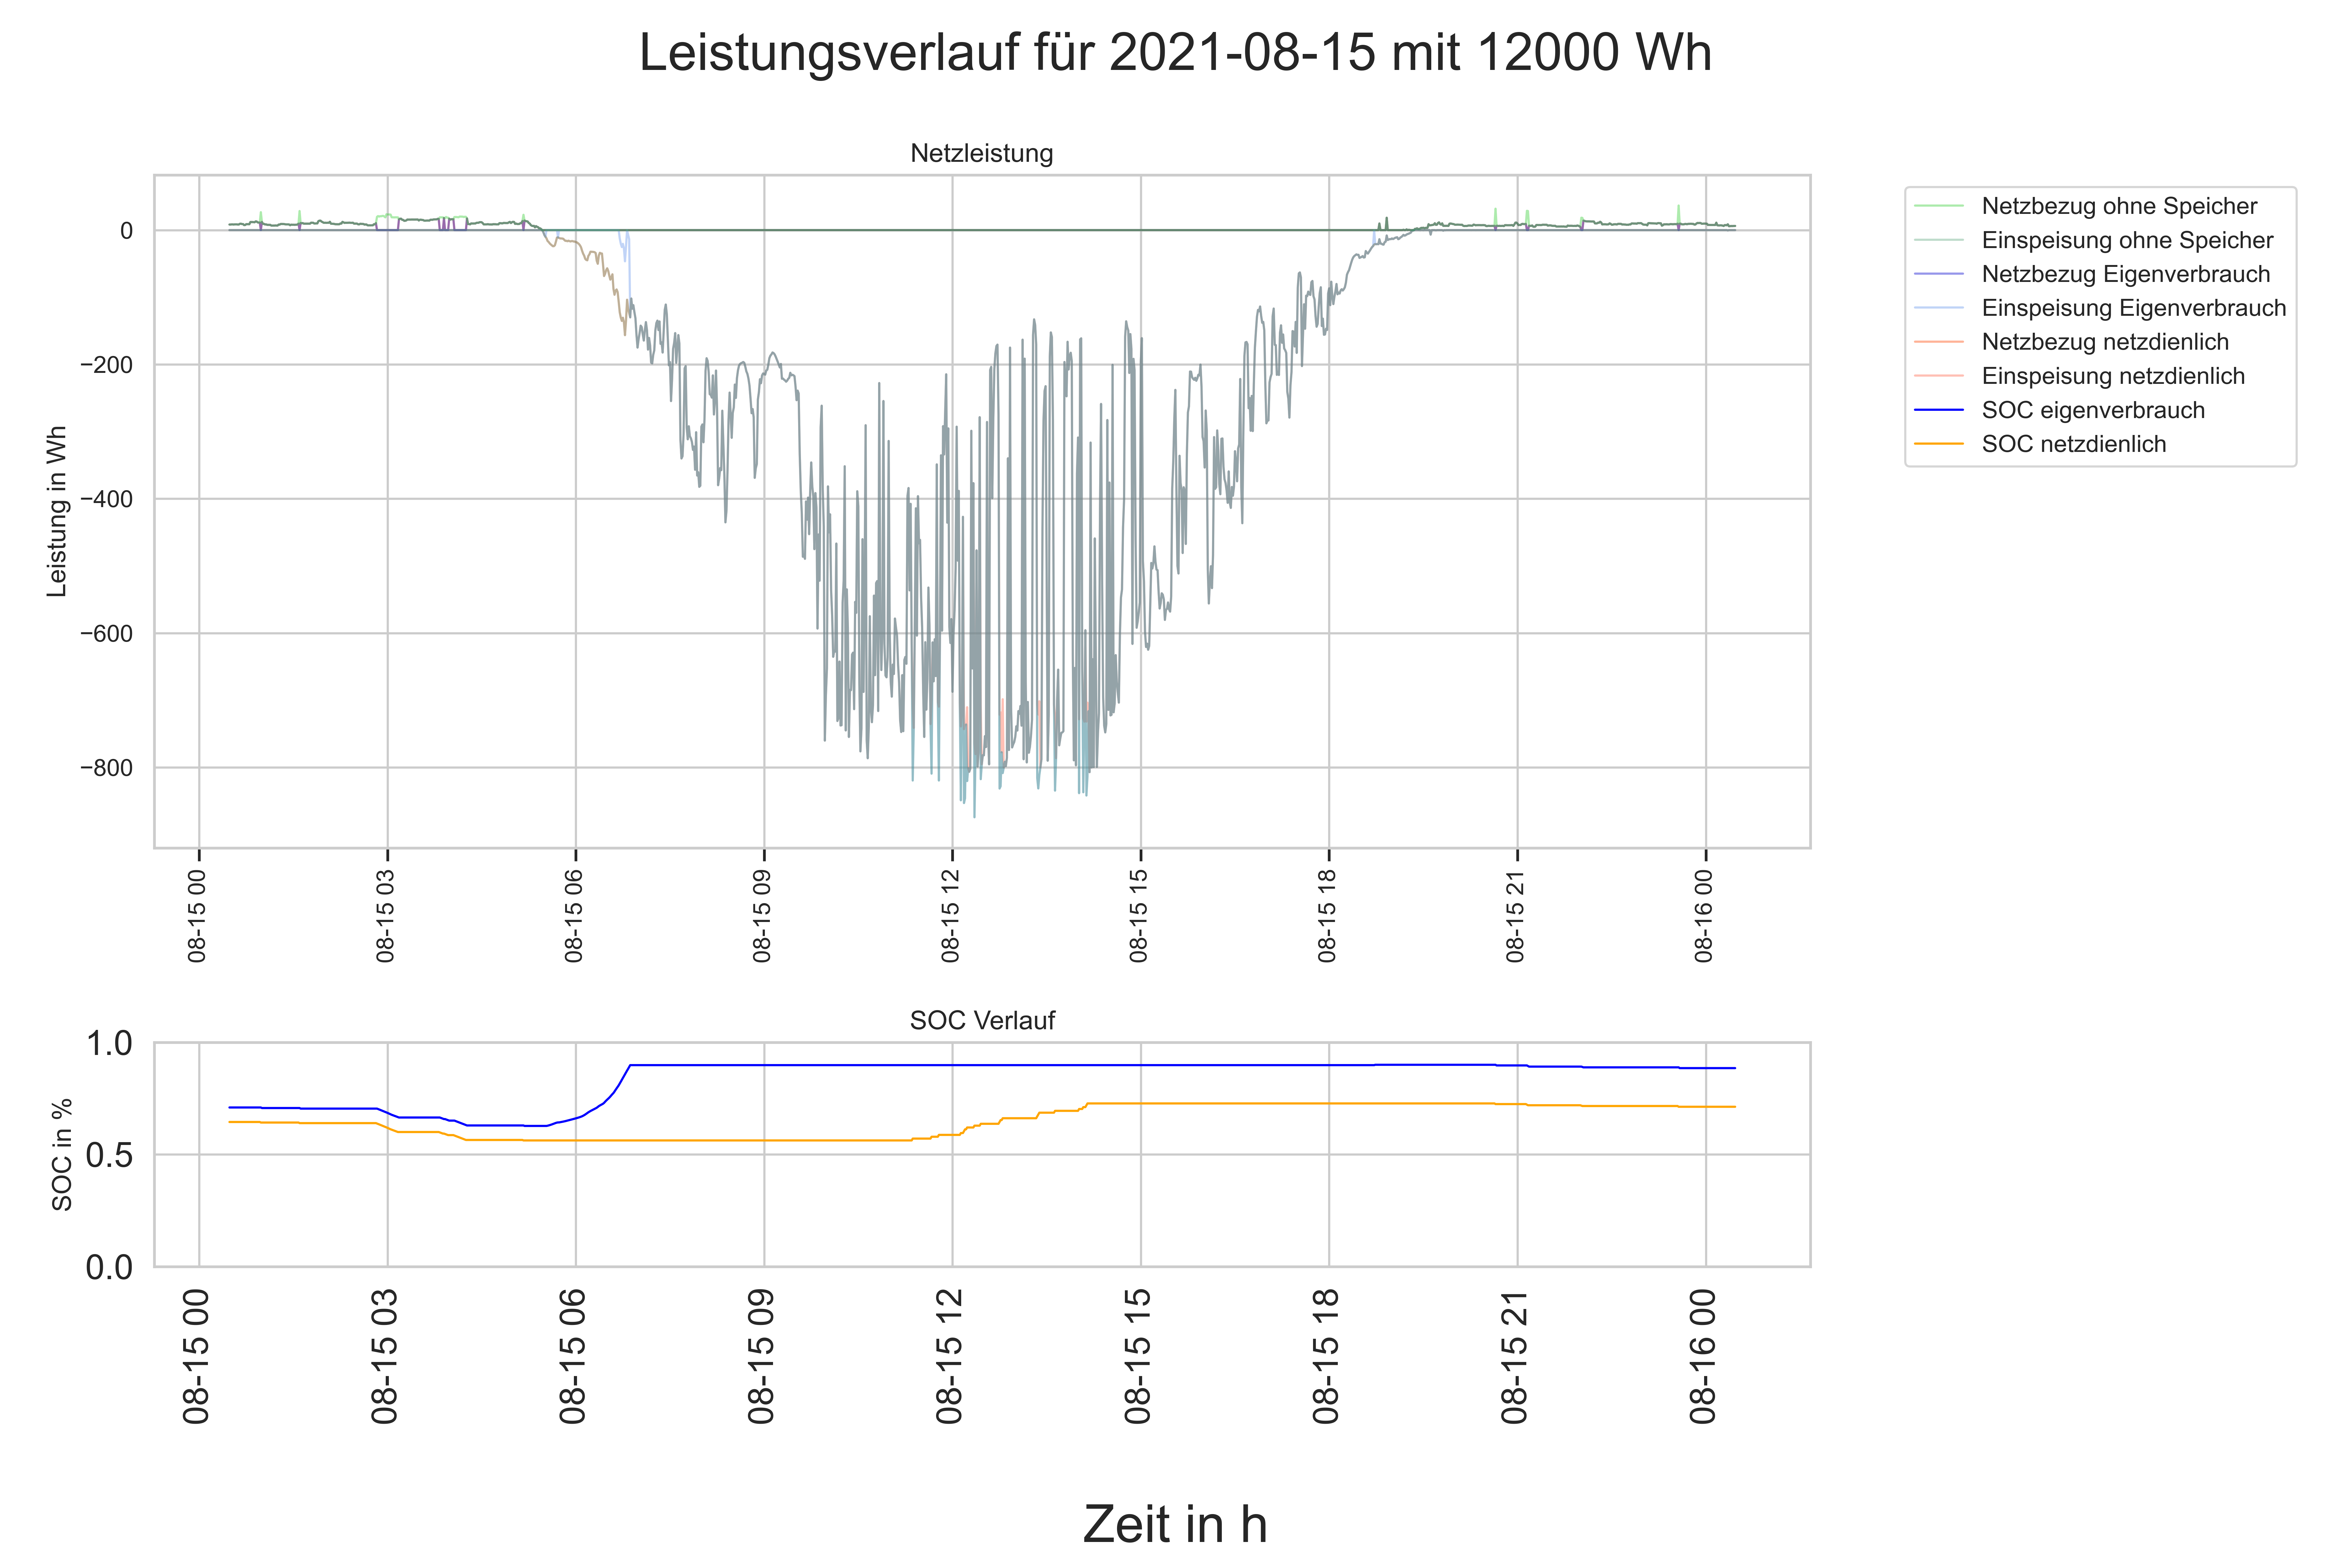 Leistungsverlauf für 2021-08-15 mit 12000 Wh
Netzleistung
Leistung in Wh
0
−200
−400
−600
−800
08-15 00
08-15 03
08-15 06
08-15 09
08-15 12
08-15 15
08-15 18
08-15 21
08-16 00
Netzbezug ohne Speicher
Einspeisung ohne Speicher
Netzbezug Eigenverbrauch
Einspeisung Eigenverbrauch
Netzbezug netzdienlich
Einspeisung netzdienlich
SOC eigenverbrauch
SOC netzdienlich
SOC Verlauf
SOC in %
1.0
0.5
0.0
08-15 00
08-15 03
08-15 06
08-15 09
08-15 12
08-15 15
08-15 18
08-15 21
08-16 00
Zeit in h